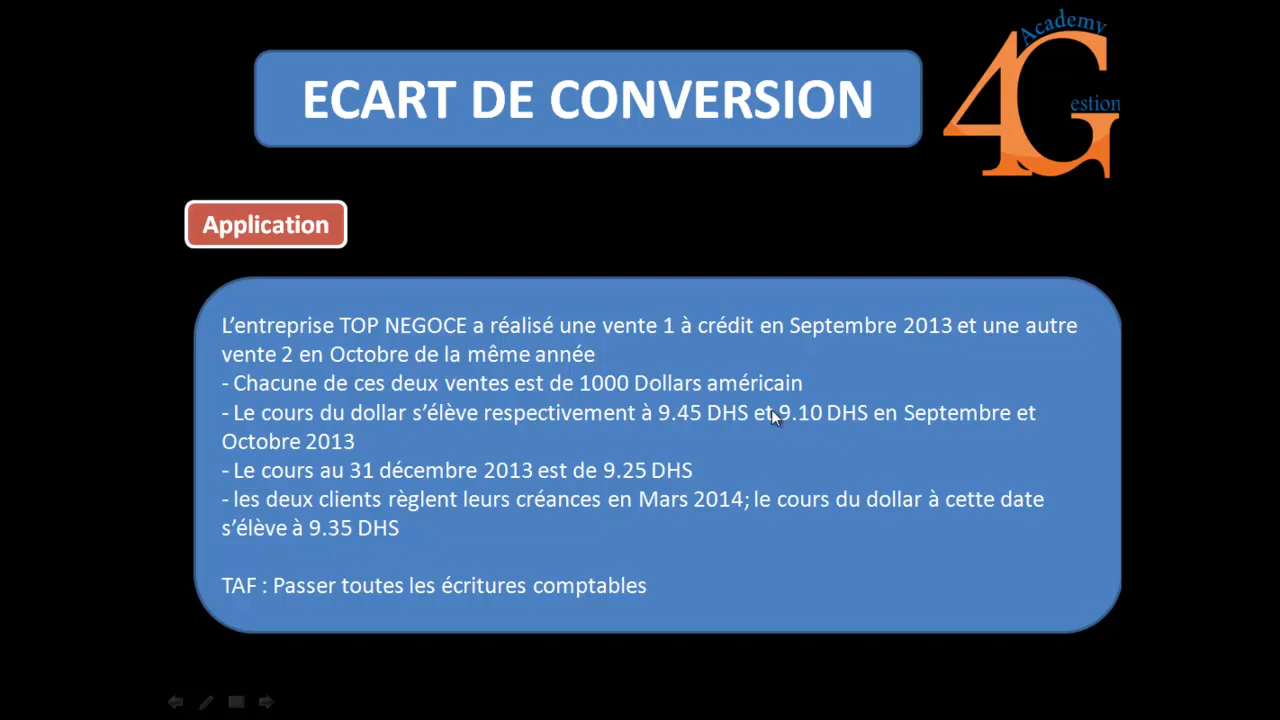 Academy
4G
estion
ECART DE CONVERSION
Application
L’entreprise TOP NEGOCE a réalisé une vente 1 à crédit en Septembre 2013 et une autre
vente 2 en Octobre de la même année
- Chacune de ces deux ventes est de 1000 Dollars américain
- Le cours du dollar s’élève respectivement à 9.45 DHS et 9.10 DHS en Septembre et
Octobre 2013
- Le cours au 31 décembre 2013 est de 9.25 DHS
- les deux clients règlent leurs créances en Mars 2014; le cours du dollar à cette date
s’élève à 9.35 DHS
TAF : Passer toutes les écritures comptables